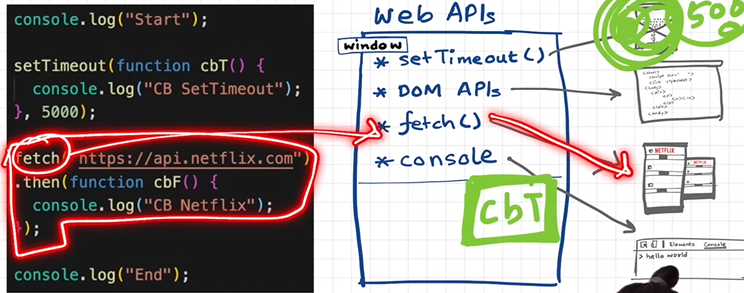 console.log("Start");
setTimeout(function cbT() {
console.log("CB SetTimeout");
}, 5000);
fetch("https://api.netflix.com")
.then(function cbF() {
console.log("CB Netflix");
});
console.log("End");
Web APIs
window
* setTimeout()
* DOM APIs
* fetch()
* console
cbT
500
NETFLIX
NETFLIX
Elements Console
> hello world